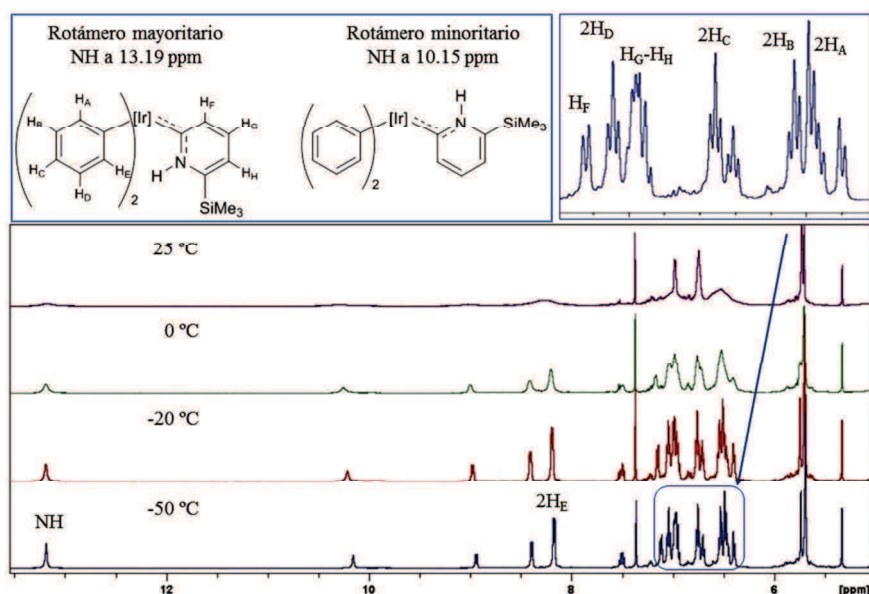 Rotámero mayoritario
NH a 13.19 ppm
Rotámero minoritario
NH a 10.15 ppm
H_A
H_B
H_C
H_D
H_E
2
[Ir]
H_F
H_G
H_H
N
H
SiMe₃
2
[Ir]
H
N
SiMe₃
2H_D
H_G-H_H
H_F
2H_C
2H_B
2H_A
25 ºC
0 ºC
-20 ºC
-50 ºC
NH
2H_E
12
10
8
6
[ppm]